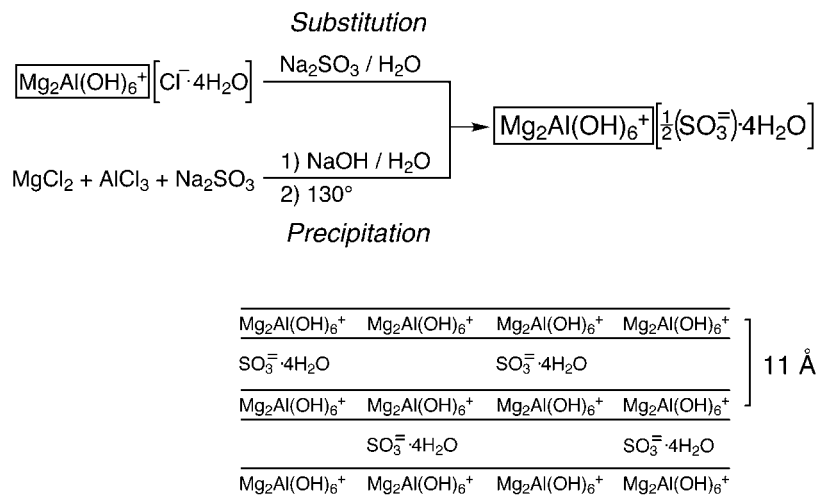 Substitution
Mg₂Al(OH)₆⁺[Cl⁻·4H₂O] Na₂SO₃ / H₂O
Mg₂Al(OH)₆⁺[½(SO₃⁼)·4H₂O]
MgCl₂ + AlCl₃ + Na₂SO₃ 1) NaOH / H₂O
2) 130°
Precipitation
Mg₂Al(OH)₆⁺ Mg₂Al(OH)₆⁺ Mg₂Al(OH)₆⁺ Mg₂Al(OH)₆⁺
SO₃⁼·4H₂O SO₃⁼·4H₂O 11 Å
Mg₂Al(OH)₆⁺ Mg₂Al(OH)₆⁺ Mg₂Al(OH)₆⁺ Mg₂Al(OH)₆⁺
SO₃⁼·4H₂O SO₃⁼·4H₂O
Mg₂Al(OH)₆⁺ Mg₂Al(OH)₆⁺ Mg₂Al(OH)₆⁺ Mg₂Al(OH)₆⁺